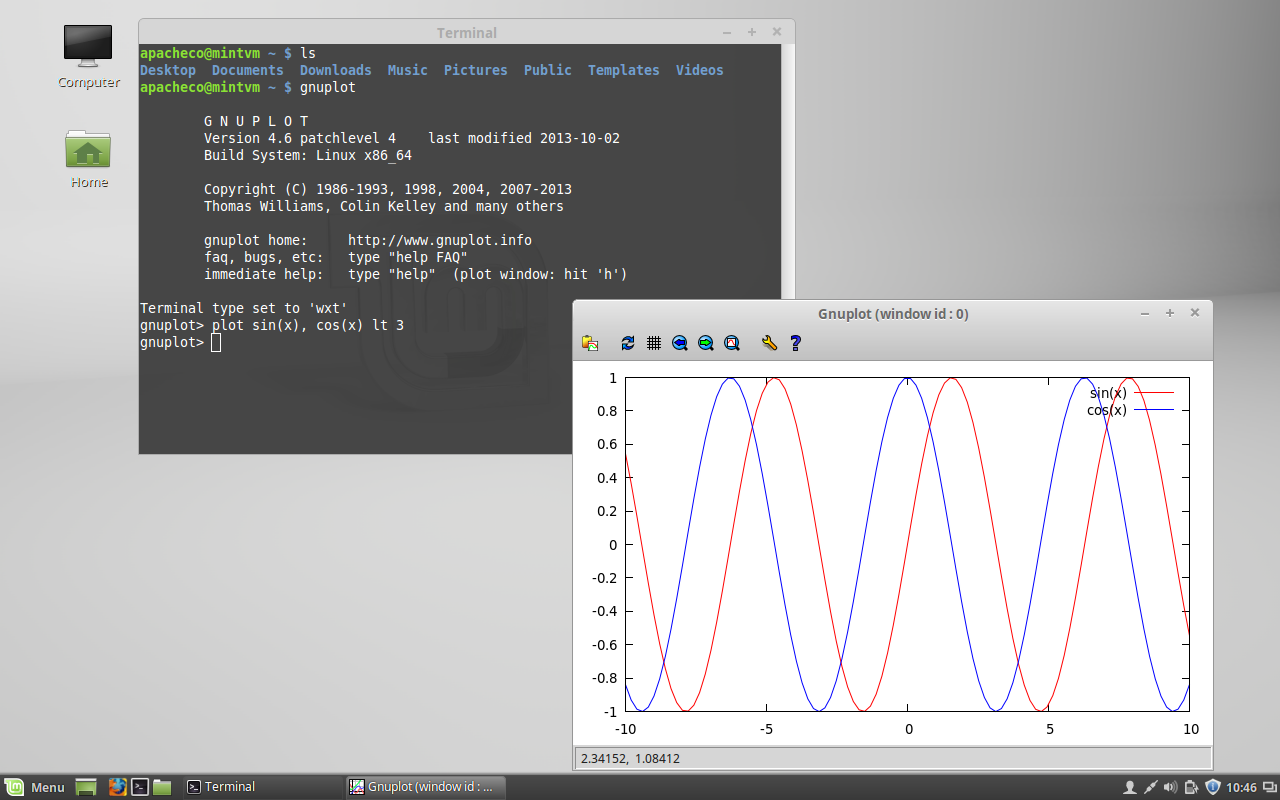 Computer
Home
Terminal
apacheco@mintvm ~ $ ls
Desktop  Documents  Downloads  Music  Pictures  Public  Templates  Videos
apacheco@mintvm ~ $ gnuplot
G N U P L O T
Version 4.6 patchlevel 4    last modified 2013-10-02
Build System: Linux x86_64
Copyright (C) 1986-1993, 1998, 2004, 2007-2013
Thomas Williams, Colin Kelley and many others
gnuplot home:     http://www.gnuplot.info
faq, bugs, etc:   type "help FAQ"
immediate help:   type "help"  (plot window: hit 'h')
Terminal type set to 'wxt'
gnuplot> plot sin(x), cos(x) lt 3
gnuplot>
Gnuplot (window id : 0)
sin(x)
cos(x)
1
0.8
0.6
0.4
0.2
0
-0.2
-0.4
-0.6
-0.8
-1
-10 -5 0 5 10
2.34152,  1.08412
Menu
Terminal
Gnuplot (window id : ...
10:46